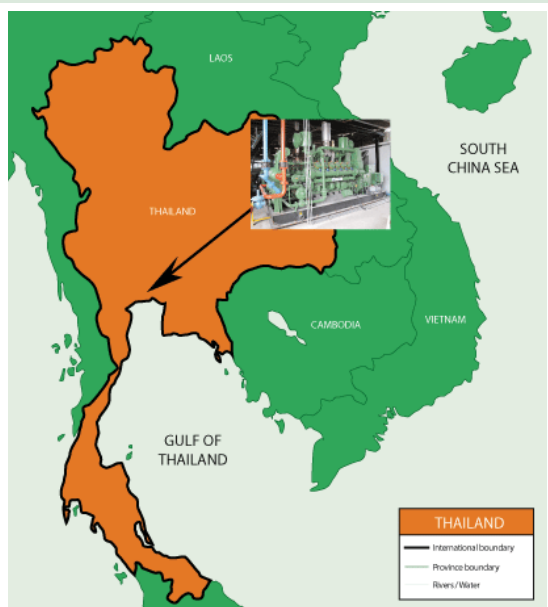 LAOS
SOUTH
CHINA SEA
THAILAND
CAMBODIA
VIETNAM
GULF OF
THAILAND
THAILAND
International boundary
Province boundary
Rivers / Water